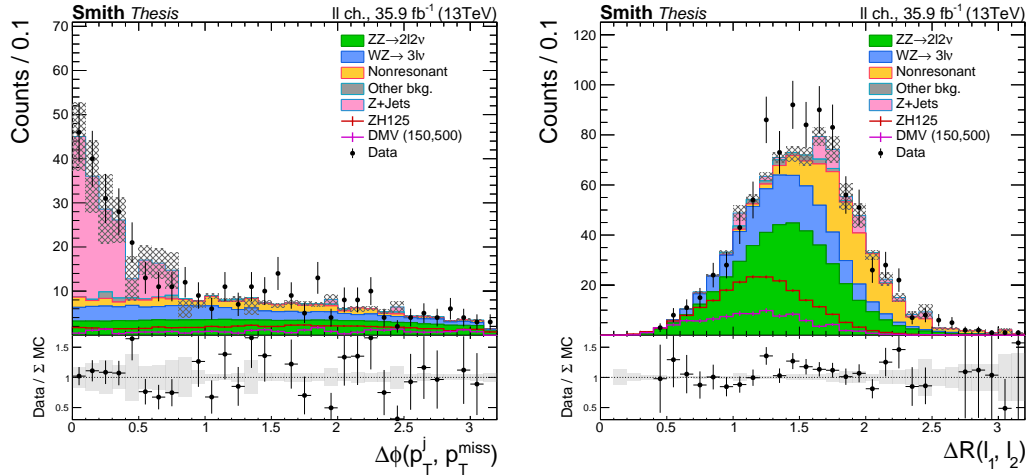 Smith Thesis ll ch., 35.9 fb⁻¹ (13TeV)
Counts / 0.1
70
60
50
40
30
20
10
ZZ→2l2ν
WZ→ 3lν
Nonresonant
Other bkg.
Z+Jets
ZH125
DMV (150,500)
Data
Data / Σ MC
1.5
1
0.5
0 0.5 1 1.5 2 2.5 3
Δϕ(p_T^j, p_T^miss)
Smith Thesis ll ch., 35.9 fb⁻¹ (13TeV)
Counts / 0.1
120
100
80
60
40
20
ZZ→2l2ν
WZ→ 3lν
Nonresonant
Other bkg.
Z+Jets
ZH125
DMV (150,500)
Data
Data / Σ MC
1.5
1
0.5
0 0.5 1 1.5 2 2.5 3
ΔR(l₁, l₂)